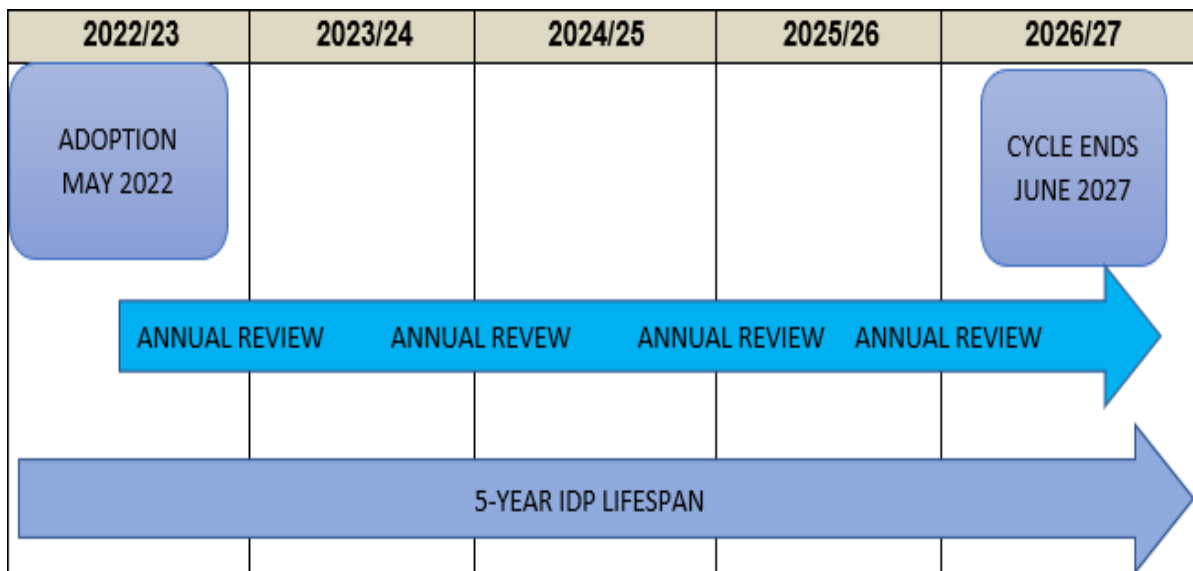 2022/23 2023/24 2024/25 2025/26 2026/27
ADOPTION
MAY 2022
CYCLE ENDS
JUNE 2027
ANNUAL REVIEW ANNUAL REVEW ANNUAL REVIEW ANNUAL REVIEW
5-YEAR IDP LIFESPAN